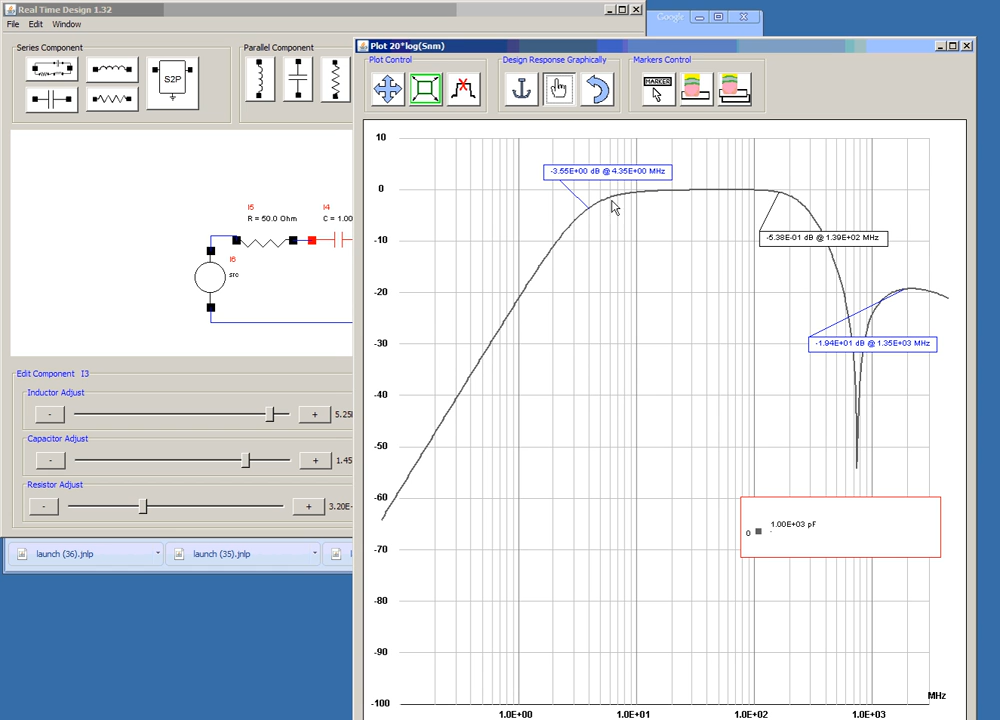 Real Time Design 1.32
File Edit Window
Series Component
Parallel Component
S2P
I5
R = 50.0 Ohm
I4
C = 1.00
I6
src
Edit Component I3
Inductor Adjust
- + 5.25
Capacitor Adjust
- + 1.45
Resistor Adjust
- + 3.20E
launch (36).jnlp
launch (35).jnlp
Google
Plot 20*log(Snm)
Plot Control
Design Response Graphically
Markers Control
MARKER
10
0
-10
-20
-30
-40
-50
-60
-70
-80
-90
-100
-3.55E+00 dB @ 4.35E+00 MHz
-5.38E-01 dB @ 1.39E+02 MHz
-1.94E+01 dB @ 1.35E+03 MHz
0 1.00E+03 pF
MHz
1.0E+00 1.0E+01 1.0E+02 1.0E+03